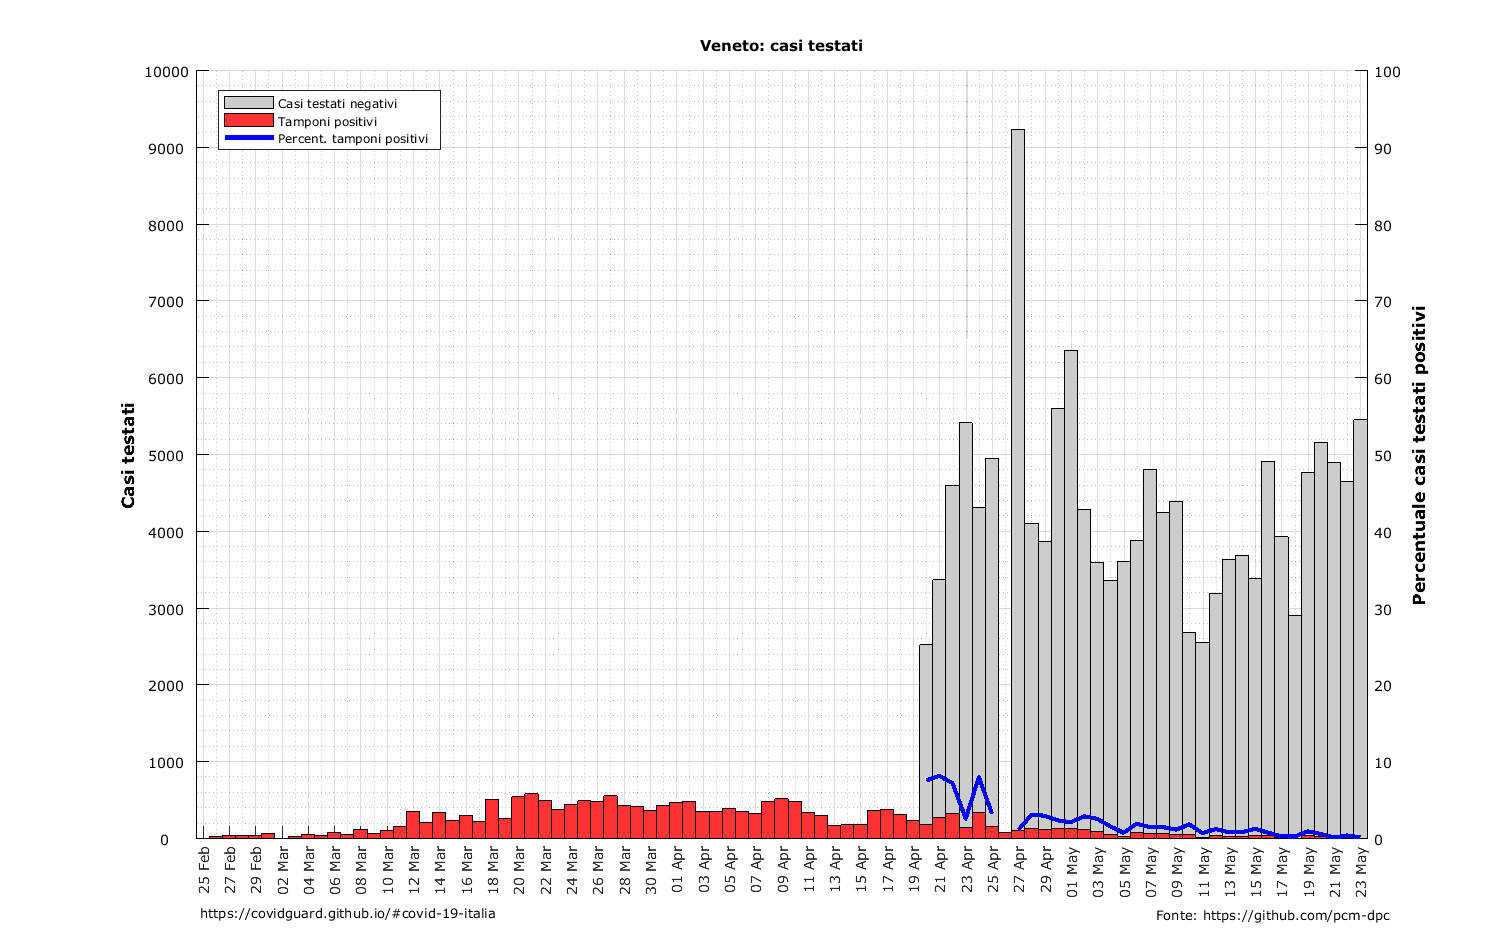 Veneto: casi testati
Casi testati negativi
Tamponi positivi
Percent. tamponi positivi
10000
9000
8000
7000
6000
5000
4000
3000
2000
1000
0
Casi testati
100
90
80
70
60
50
40
30
20
10
0
Percentuale casi testati positivi
25 Feb
27 Feb
29 Feb
02 Mar
04 Mar
06 Mar
08 Mar
10 Mar
12 Mar
14 Mar
16 Mar
18 Mar
20 Mar
22 Mar
24 Mar
26 Mar
28 Mar
30 Mar
01 Apr
03 Apr
05 Apr
07 Apr
09 Apr
11 Apr
13 Apr
15 Apr
17 Apr
19 Apr
21 Apr
23 Apr
25 Apr
27 Apr
29 Apr
01 May
03 May
05 May
07 May
09 May
11 May
13 May
15 May
17 May
19 May
21 May
23 May
https://covidguard.github.io/#covid-19-italia
Fonte: https://github.com/pcm-dpc